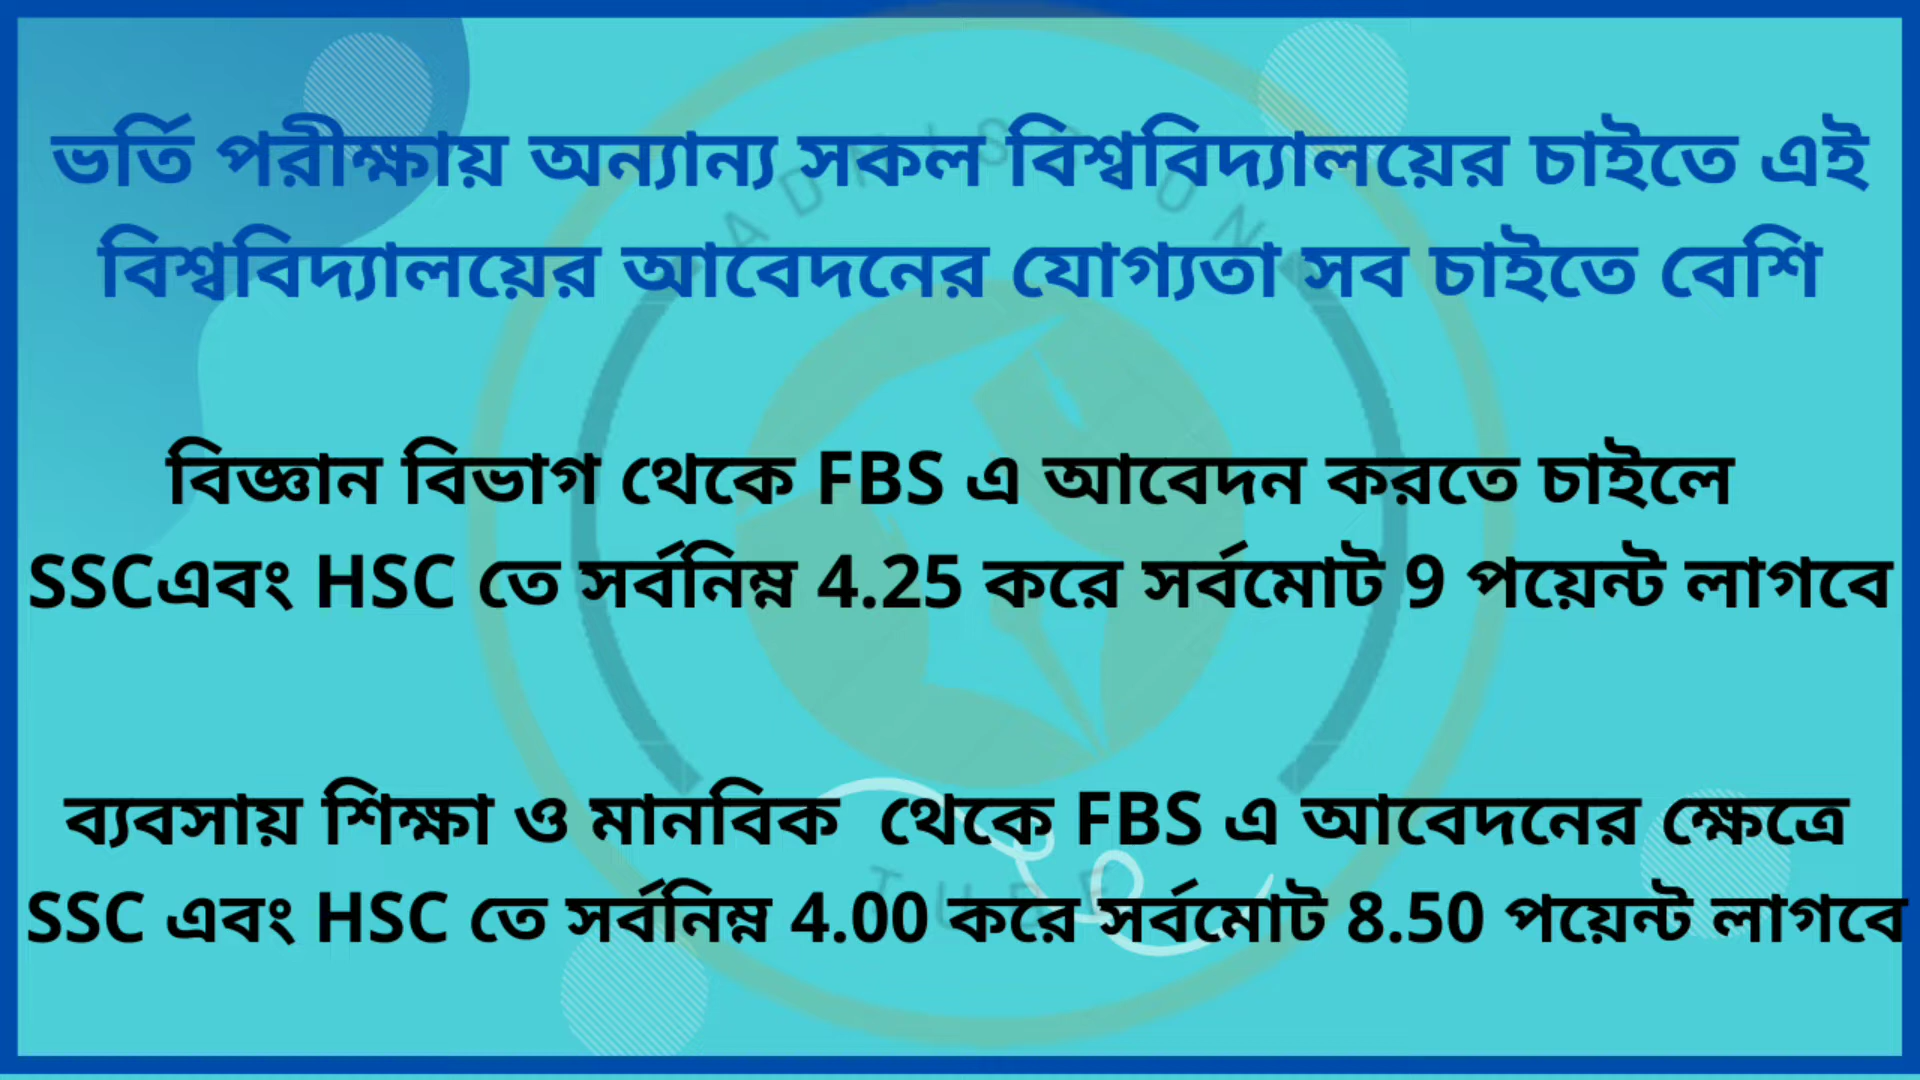 ভর্তি পরীক্ষায় অন্যান্য সকল বিশ্ববিদ্যালয়ের চাইতে এই
বিশ্ববিদ্যালয়ের আবেদনের যোগ্যতা সব চাইতে বেশি
ADMISSION
বিজ্ঞান বিভাগ থেকে FBS এ আবেদন করতে চাইলে
SSCএবং HSC তে সর্বনিম্ন 4.25 করে সর্বমোট 9 পয়েন্ট লাগবে
ব্যবসায় শিক্ষা ও মানবিক থেকে FBS এ আবেদনের ক্ষেত্রে
SSC এবং HSC তে সর্বনিম্ন 4.00 করে সর্বমোট 8.50 পয়েন্ট লাগবে
TUBE